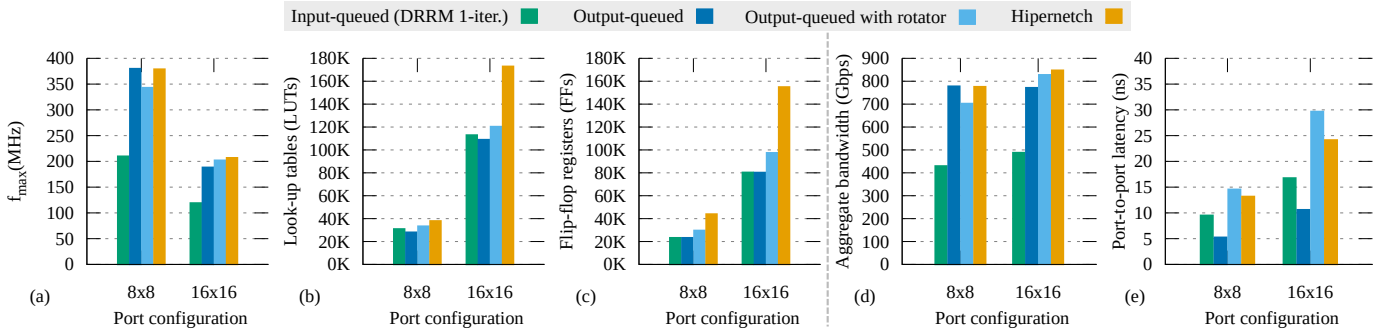 Input-queued (DRRM 1-iter.) Output-queued Output-queued with rotator Hipernetch
f_max(MHz)
400
350
300
250
200
150
100
50
0
8x8 16x16
Port configuration
(a)
Look-up tables (LUTs)
180K
160K
140K
120K
100K
80K
60K
40K
20K
0K
8x8 16x16
Port configuration
(b)
Flip-flop registers (FFs)
180K
160K
140K
120K
100K
80K
60K
40K
20K
0K
8x8 16x16
Port configuration
(c)
Aggregate bandwidth (Gbps)
900
800
700
600
500
400
300
200
100
0
8x8 16x16
Port configuration
(d)
Port-to-port latency (ns)
40
35
30
25
20
15
10
5
0
8x8 16x16
Port configuration
(e)